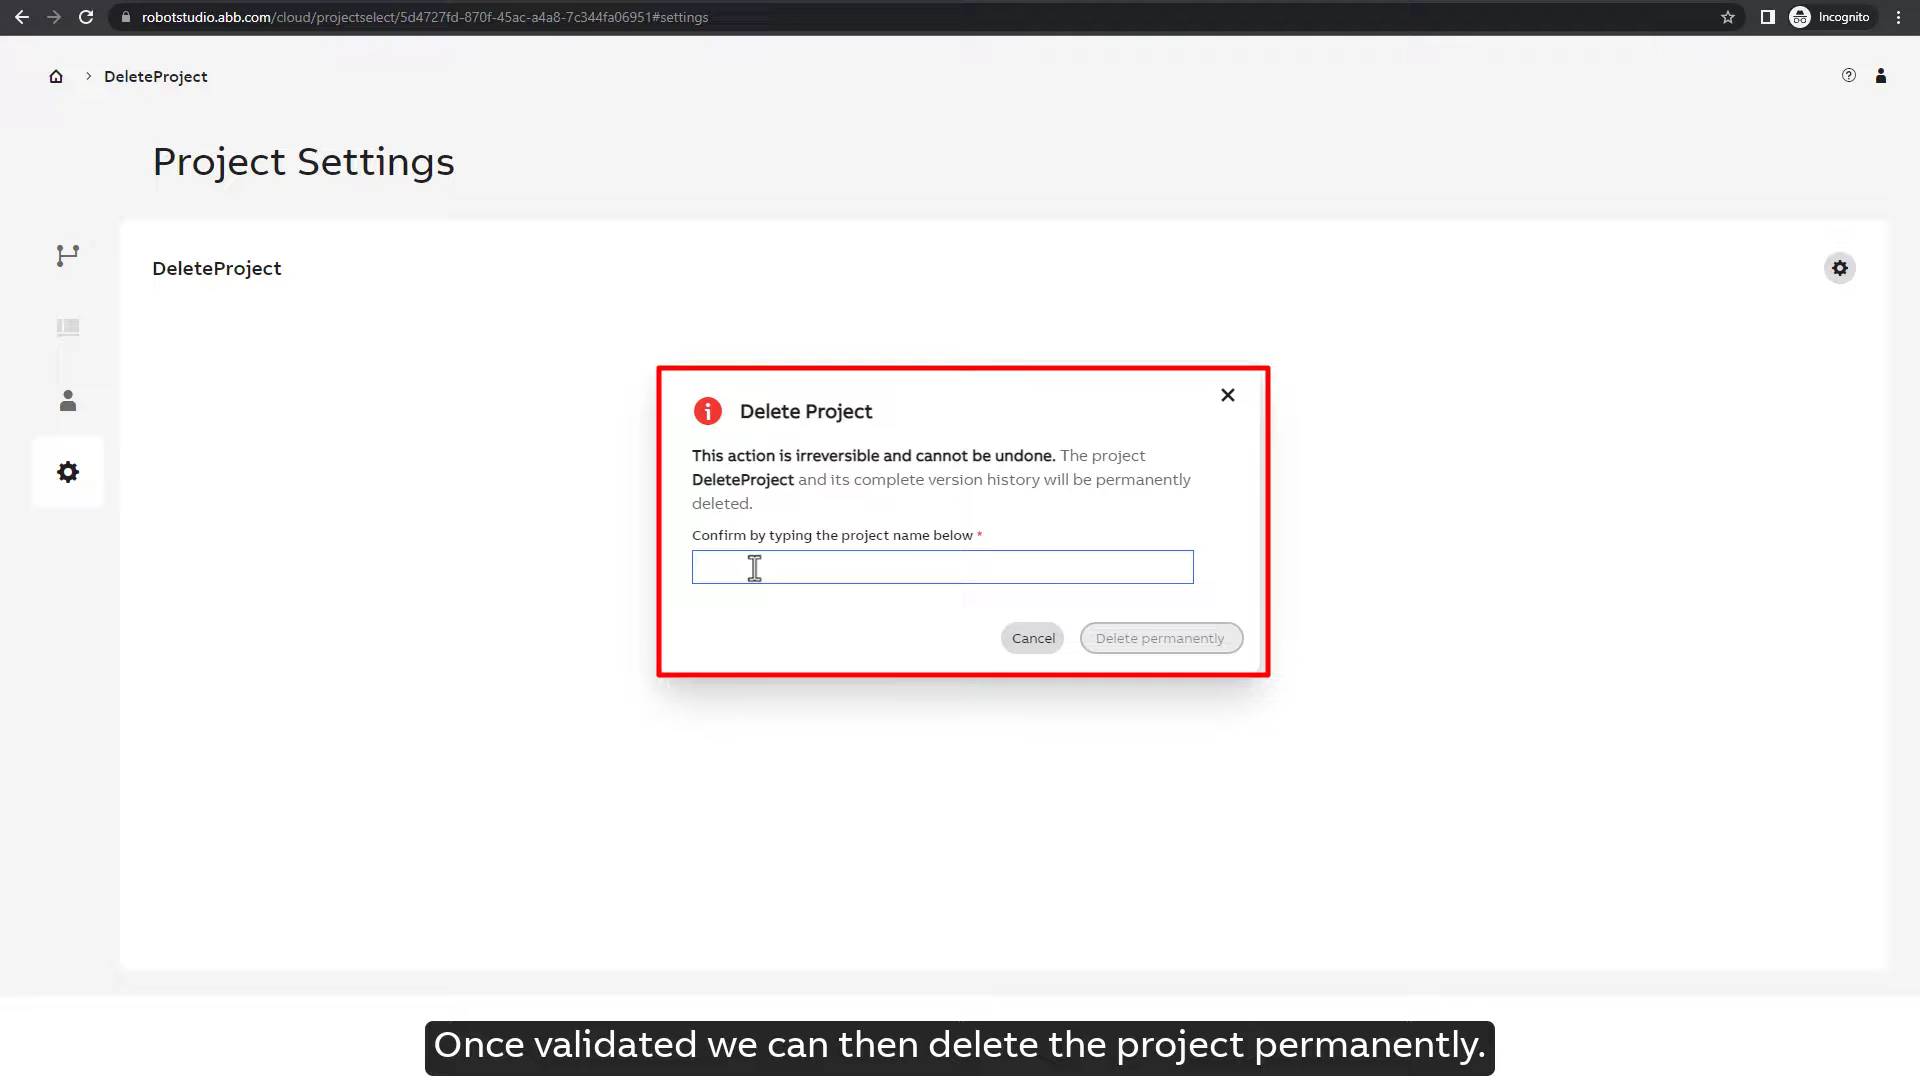 robotstudio.abb.com/cloud/projectselect/5d4727fd-870f-45ac-a4a8-7c344fa06951#settings
Incognito
DeleteProject
Project Settings
DeleteProject
Delete Project
This action is irreversible and cannot be undone. The project
DeleteProject and its complete version history will be permanently
deleted.
Confirm by typing the project name below *
Cancel
Delete permanently
Once validated we can then delete the project permanently.